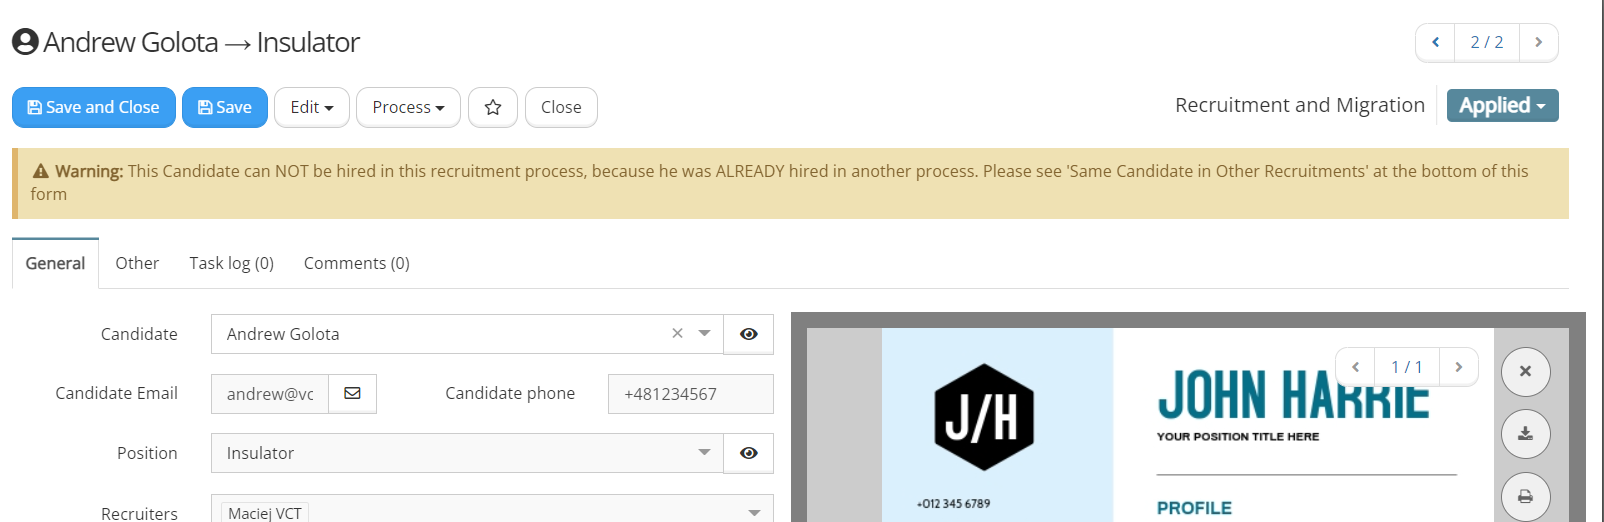 Andrew Golota → Insulator
2 / 2
Save and Close Save Edit Process Close
Recruitment and Migration Applied
Warning: This Candidate can NOT be hired in this recruitment process, because he was ALREADY hired in another process. Please see 'Same Candidate in Other Recruitments' at the bottom of this
form
General Other Task log (0) Comments (0)
Candidate Andrew Golota
Candidate Email andrew@vc Candidate phone +481234567
Position Insulator
Recruiters Maciej VCT
1 / 1
J/H
+012 345 6789
JOHN HARRIE
YOUR POSITION TITLE HERE
PROFILE